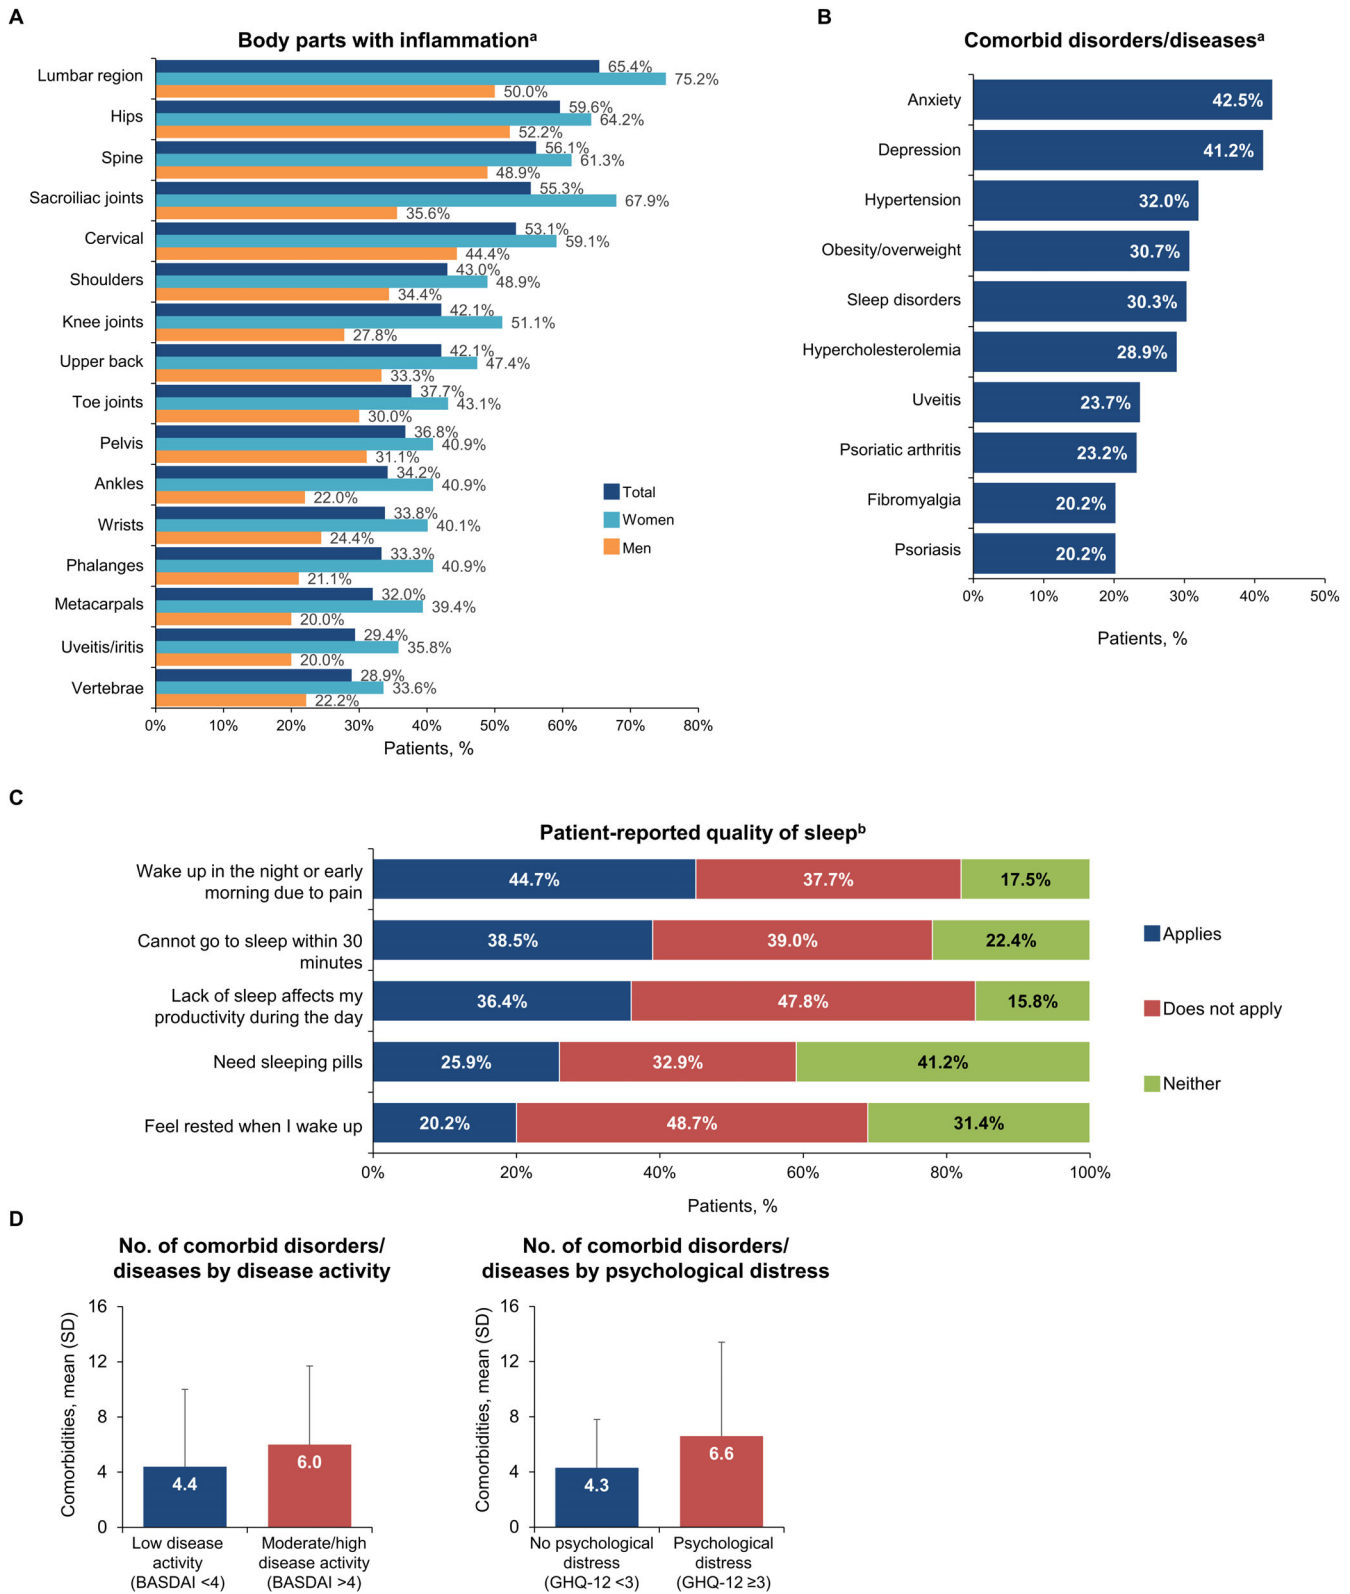 A
Body parts with inflammationa
Lumbar region
65.4%
75.2%
50.0%
Hips
59.6%
64.2%
52.2%
Spine
56.1%
61.3%
48.9%
Sacroiliac joints
55.3%
67.9%
35.6%
Cervical
53.1%
59.1%
44.4%
Shoulders
43.0%
48.9%
34.4%
Knee joints
42.1%
51.1%
27.8%
Upper back
42.1%
47.4%
33.3%
Toe joints
37.7%
43.1%
30.0%
Pelvis
36.8%
40.9%
31.1%
Ankles
34.2%
40.9%
22.0%
Wrists
33.8%
40.1%
24.4%
Phalanges
33.3%
40.9%
21.1%
Metacarpals
32.0%
39.4%
20.0%
Uveitis/iritis
29.4%
35.8%
20.0%
Vertebrae
28.9%
33.6%
22.2%
Total
Women
Men
0% 10% 20% 30% 40% 50% 60% 70% 80%
Patients, %
B
Comorbid disorders/diseasesa
Anxiety 42.5%
Depression 41.2%
Hypertension 32.0%
Obesity/overweight 30.7%
Sleep disorders 30.3%
Hypercholesterolemia 28.9%
Uveitis 23.7%
Psoriatic arthritis 23.2%
Fibromyalgia 20.2%
Psoriasis 20.2%
0% 10% 20% 30% 40% 50%
Patients, %
C
Patient-reported quality of sleepb
Wake up in the night or early
morning due to pain
44.7% 37.7% 17.5%
Cannot go to sleep within 30
minutes
38.5% 39.0% 22.4%
Lack of sleep affects my
productivity during the day
36.4% 47.8% 15.8%
Need sleeping pills
25.9% 32.9% 41.2%
Feel rested when I wake up
20.2% 48.7% 31.4%
Applies
Does not apply
Neither
0% 20% 40% 60% 80% 100%
Patients, %
D
No. of comorbid disorders/
diseases by disease activity
Comorbidities, mean (SD)
16
12
8
4
0
4.4
6.0
Low disease
activity
(BASDAI <4)
Moderate/high
disease activity
(BASDAI >4)
No. of comorbid disorders/
diseases by psychological distress
Comorbidities, mean (SD)
16
12
8
4
0
4.3
6.6
No psychological
distress
(GHQ-12 <3)
Psychological
distress
(GHQ-12 ≥3)